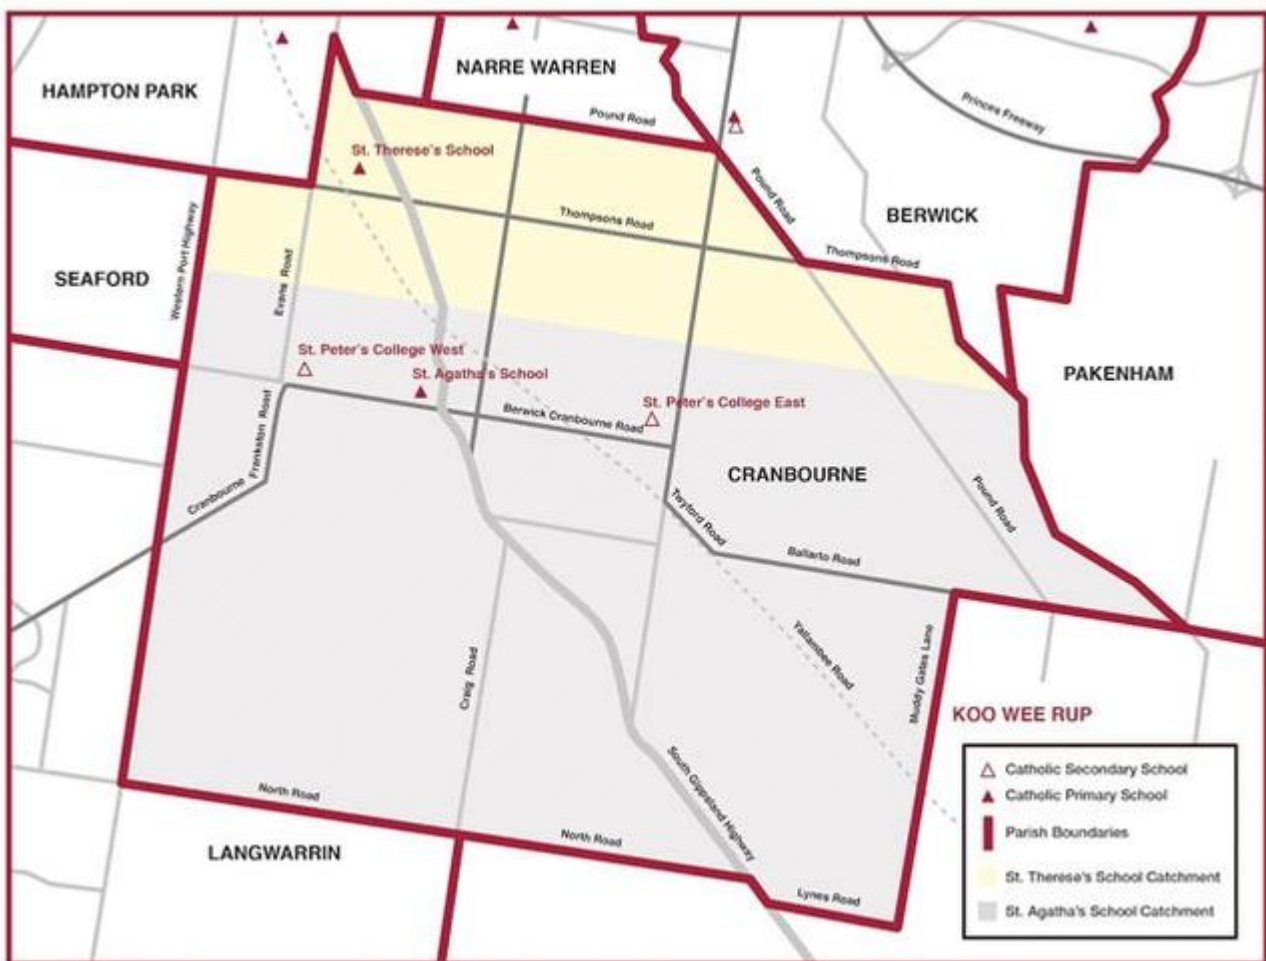 NARRE WARREN
HAMPTON PARK
Princes Freeway
Pound Road
St. Therese's School
Pound Road
BERWICK
Thompsons Road
Thompsons Road
Western Port Highway
Evans Road
SEAFORD
St. Peter's College West
St. Agatha's School
PAKENHAM
St. Peter's College East
Berwick Cranbourne Road
Cranbourne Frankston Road
CRANBOURNE
Pound Road
Twyford Road
Ballarto Road
Tallambee Road
Muddy Gates Lane
Craig Road
KOO WEE RUP
South Gippsland Highway
North Road
North Road
LANGWARRIN
Lynes Road
Catholic Secondary School
Catholic Primary School
Parish Boundaries
St. Therese's School Catchment
St. Agatha's School Catchment